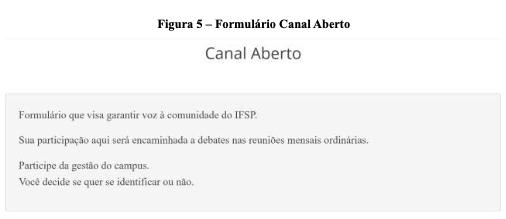 Figura 5 – Formulário Canal Aberto
Canal Aberto
Formulário que visa garantir voz à comunidade do IFSP.
Sua participação aqui será encaminhada a debates nas reuniões mensais ordinárias.
Participe da gestão do campus.
Você decide se quer se identificar ou não.